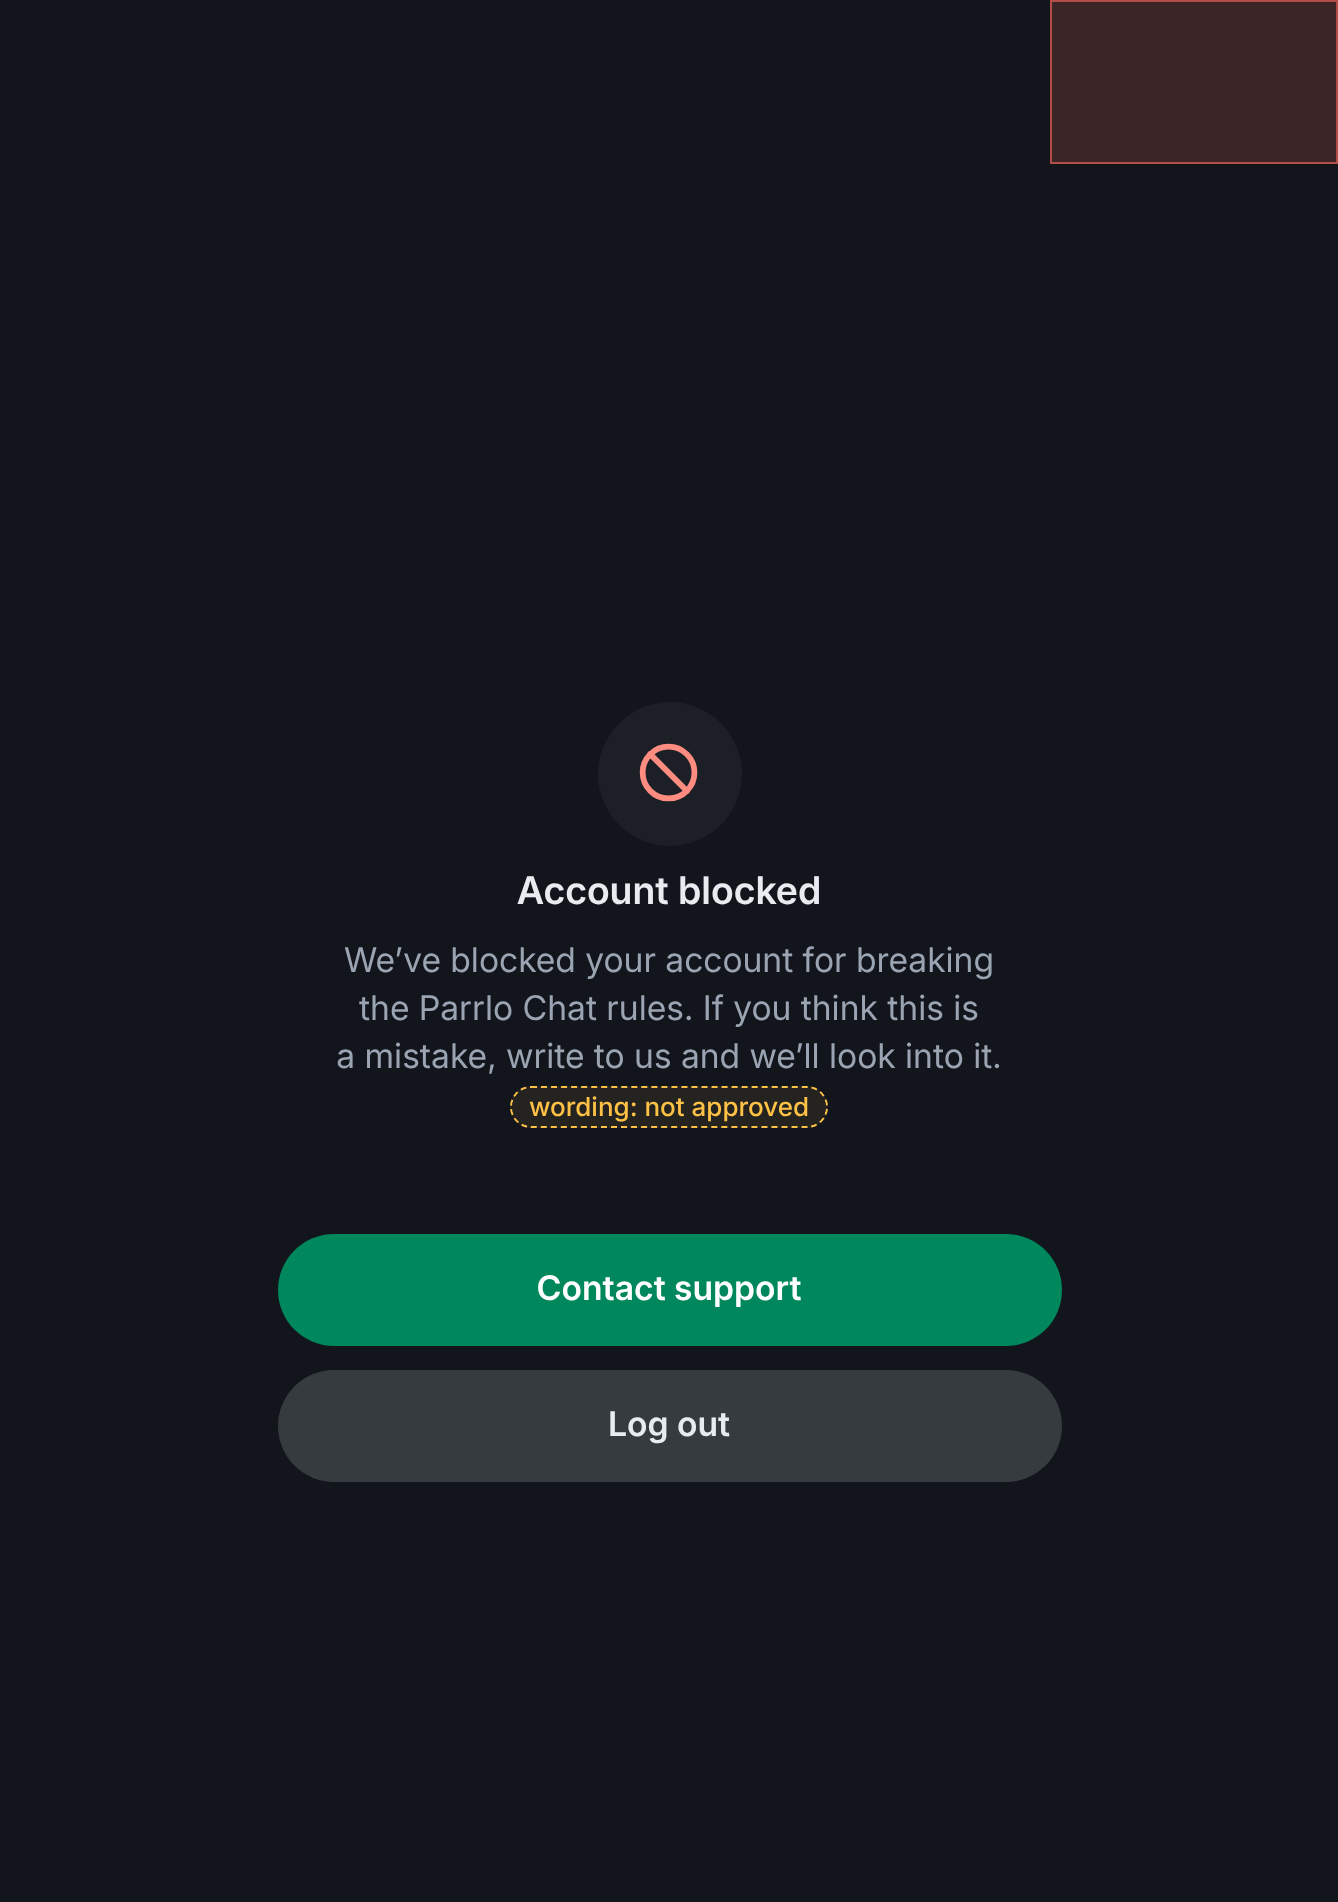 Account blocked
We’ve blocked your account for breaking
the Parrlo Chat rules. If you think this is
a mistake, write to us and we’ll look into it.
wording: not approved
Contact support
Log out